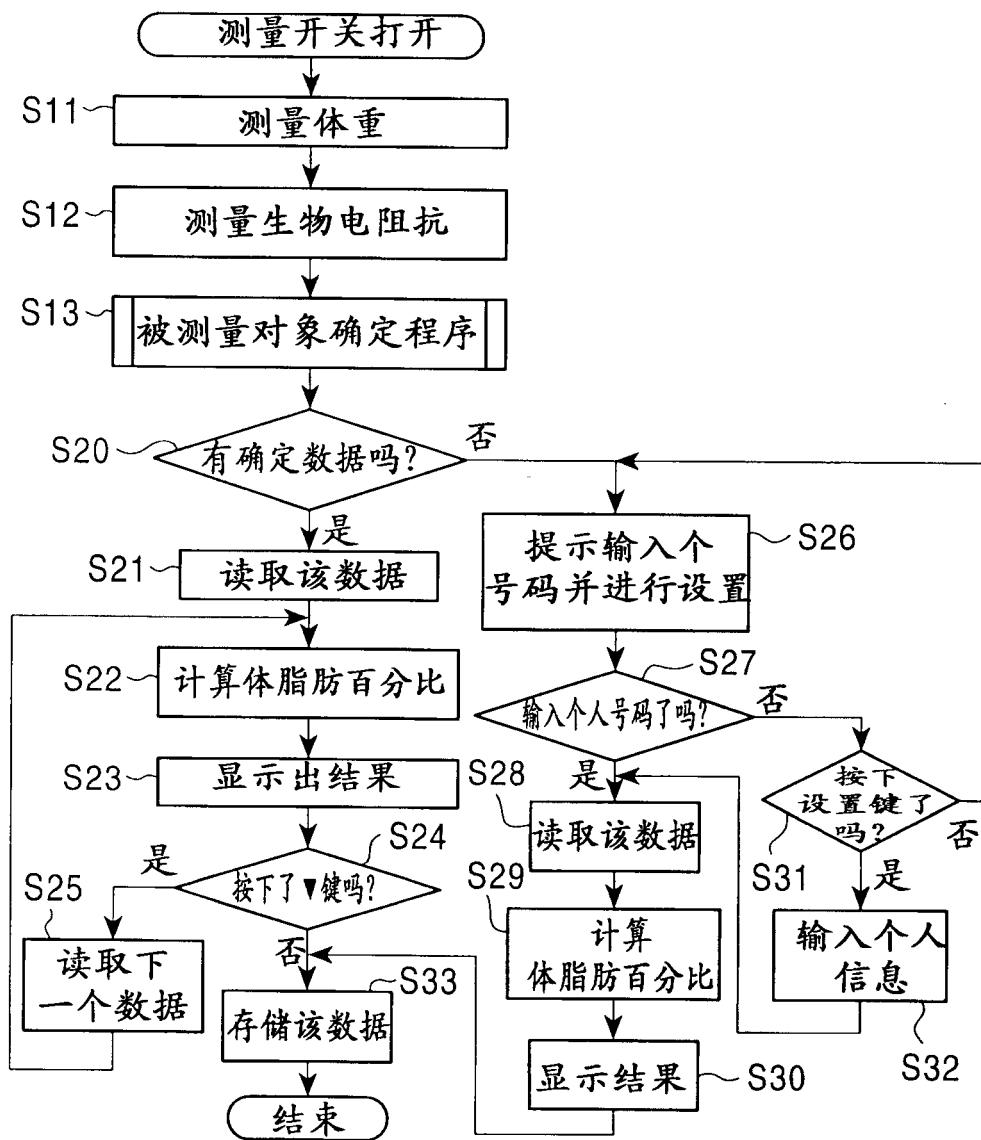 测量开关打开
S11
测量体重
S12
测量生物电阻抗
S13
被测量对象确定程序
S20
有确定数据吗?
否
是
S21
读取该数据
S22
计算体脂肪百分比
S23
显示出结果
S24
按下了▼键吗?
是
否
S25
读取下
一个数据
S33
存储该数据
结束
S26
提示输入个
号码并进行设置
S27
输入个人号码了吗?
否
是
S28
读取该数据
S29
计算
体脂肪百分比
S30
显示结果
S31
按下
设置键了
吗?
否
是
输入个人
信息
S32